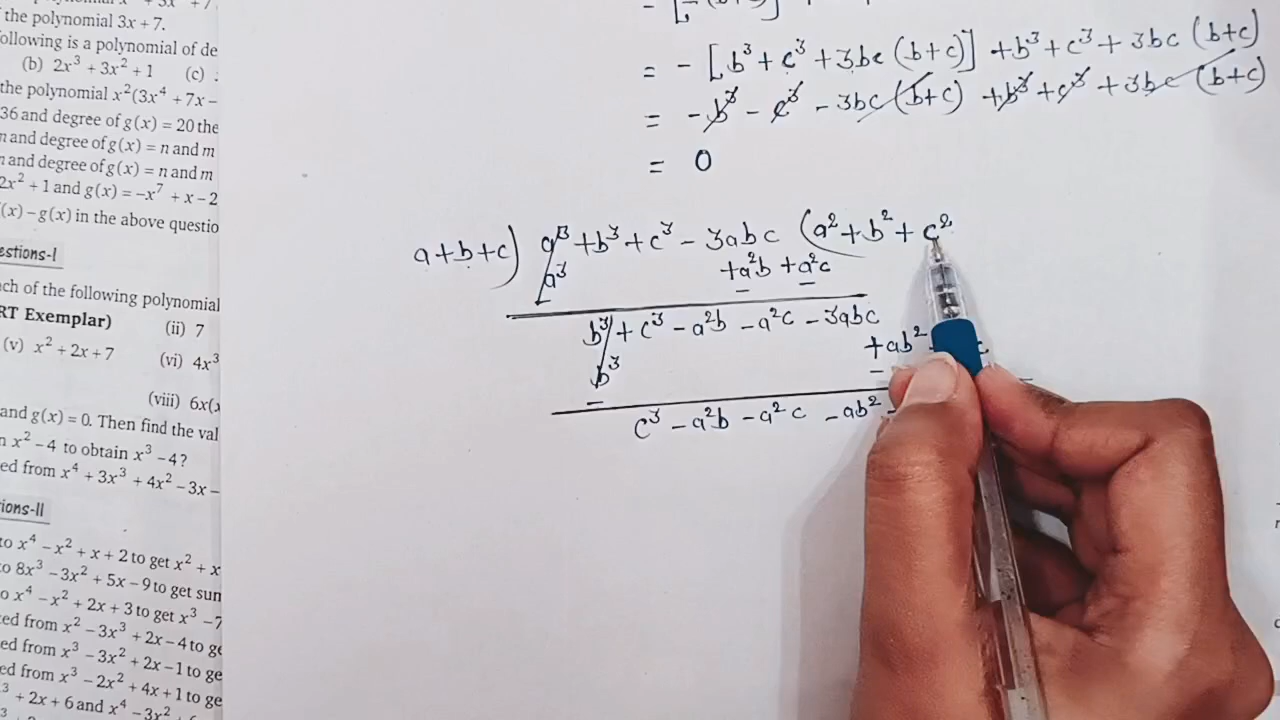 the polynomial 3x + 7.
ollowing is a polynomial of de
(b) 2x³ + 3x² + 1 (c)
the polynomial x²(3x⁴ + 7x –
36 and degree of g(x) = 20 the
and degree of g(x) = n and m
and degree of g(x) = n and m
2x² + 1 and g(x) = –x⁷ + x – 2
(x) – g(x) in the above questio
estions-I
ch of the following polynomial
RT Exemplar) (ii) 7
(v) x² + 2x + 7 (vi) 4x³
(viii) 6x(
and g(x) = 0. Then find the val
x² – 4 to obtain x³ – 4?
ed from x⁴ + 3x³ + 4x² – 3x –
ions-II
to x⁴ – x² + x + 2 to get x² + x
o 8x³ – 3x² + 5x – 9 to get sum
o x⁴ – x² + 2x + 3 to get x³ – 7
ted from x² – 3x³ + 2x – 4 to ge
ed from x³ – 3x² + 2x – 1 to ge
ed from x³ – 2x² + 4x + 1 to ge
³ + 2x + 6 and x⁴ – 3x²
= - [b³ + c³ + 3bc (b+c)] + b³ + c³ + 3bc (b+c)
= - b³ - c³ - 3bc (b+c) + b³ + c³ + 3bc (b+c)
= 0
a+b+c) a³ + b³ + c³ - 3abc (a² + b² + c²
a³ + a²b + a²c
- - -
b³ + c³ - a²b - a²c - 3abc
b³ + ab²
- -
c³ - a²b - a²c - ab²